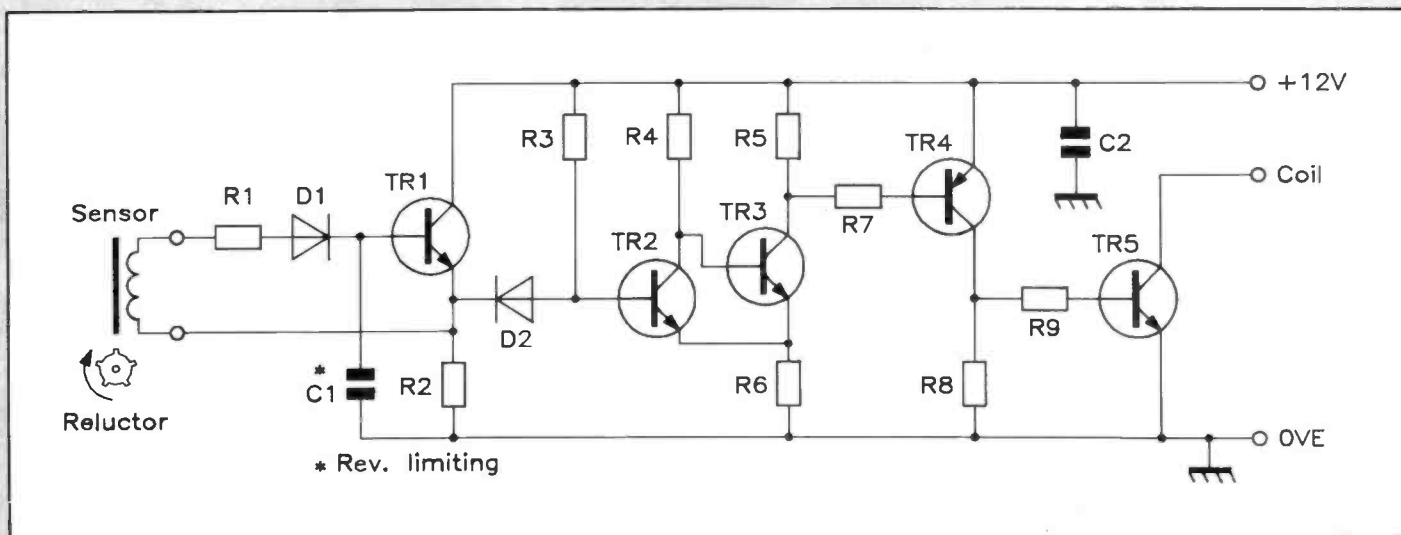 +12V
R3
R4
R5
TR4
C2
Coil
R1
D1
TR1
Sensor
TR3
R7
TR2
TR5
D2
R9
*
C1
R2
R6
R8
Reluctor
0VE
* Rev. limiting